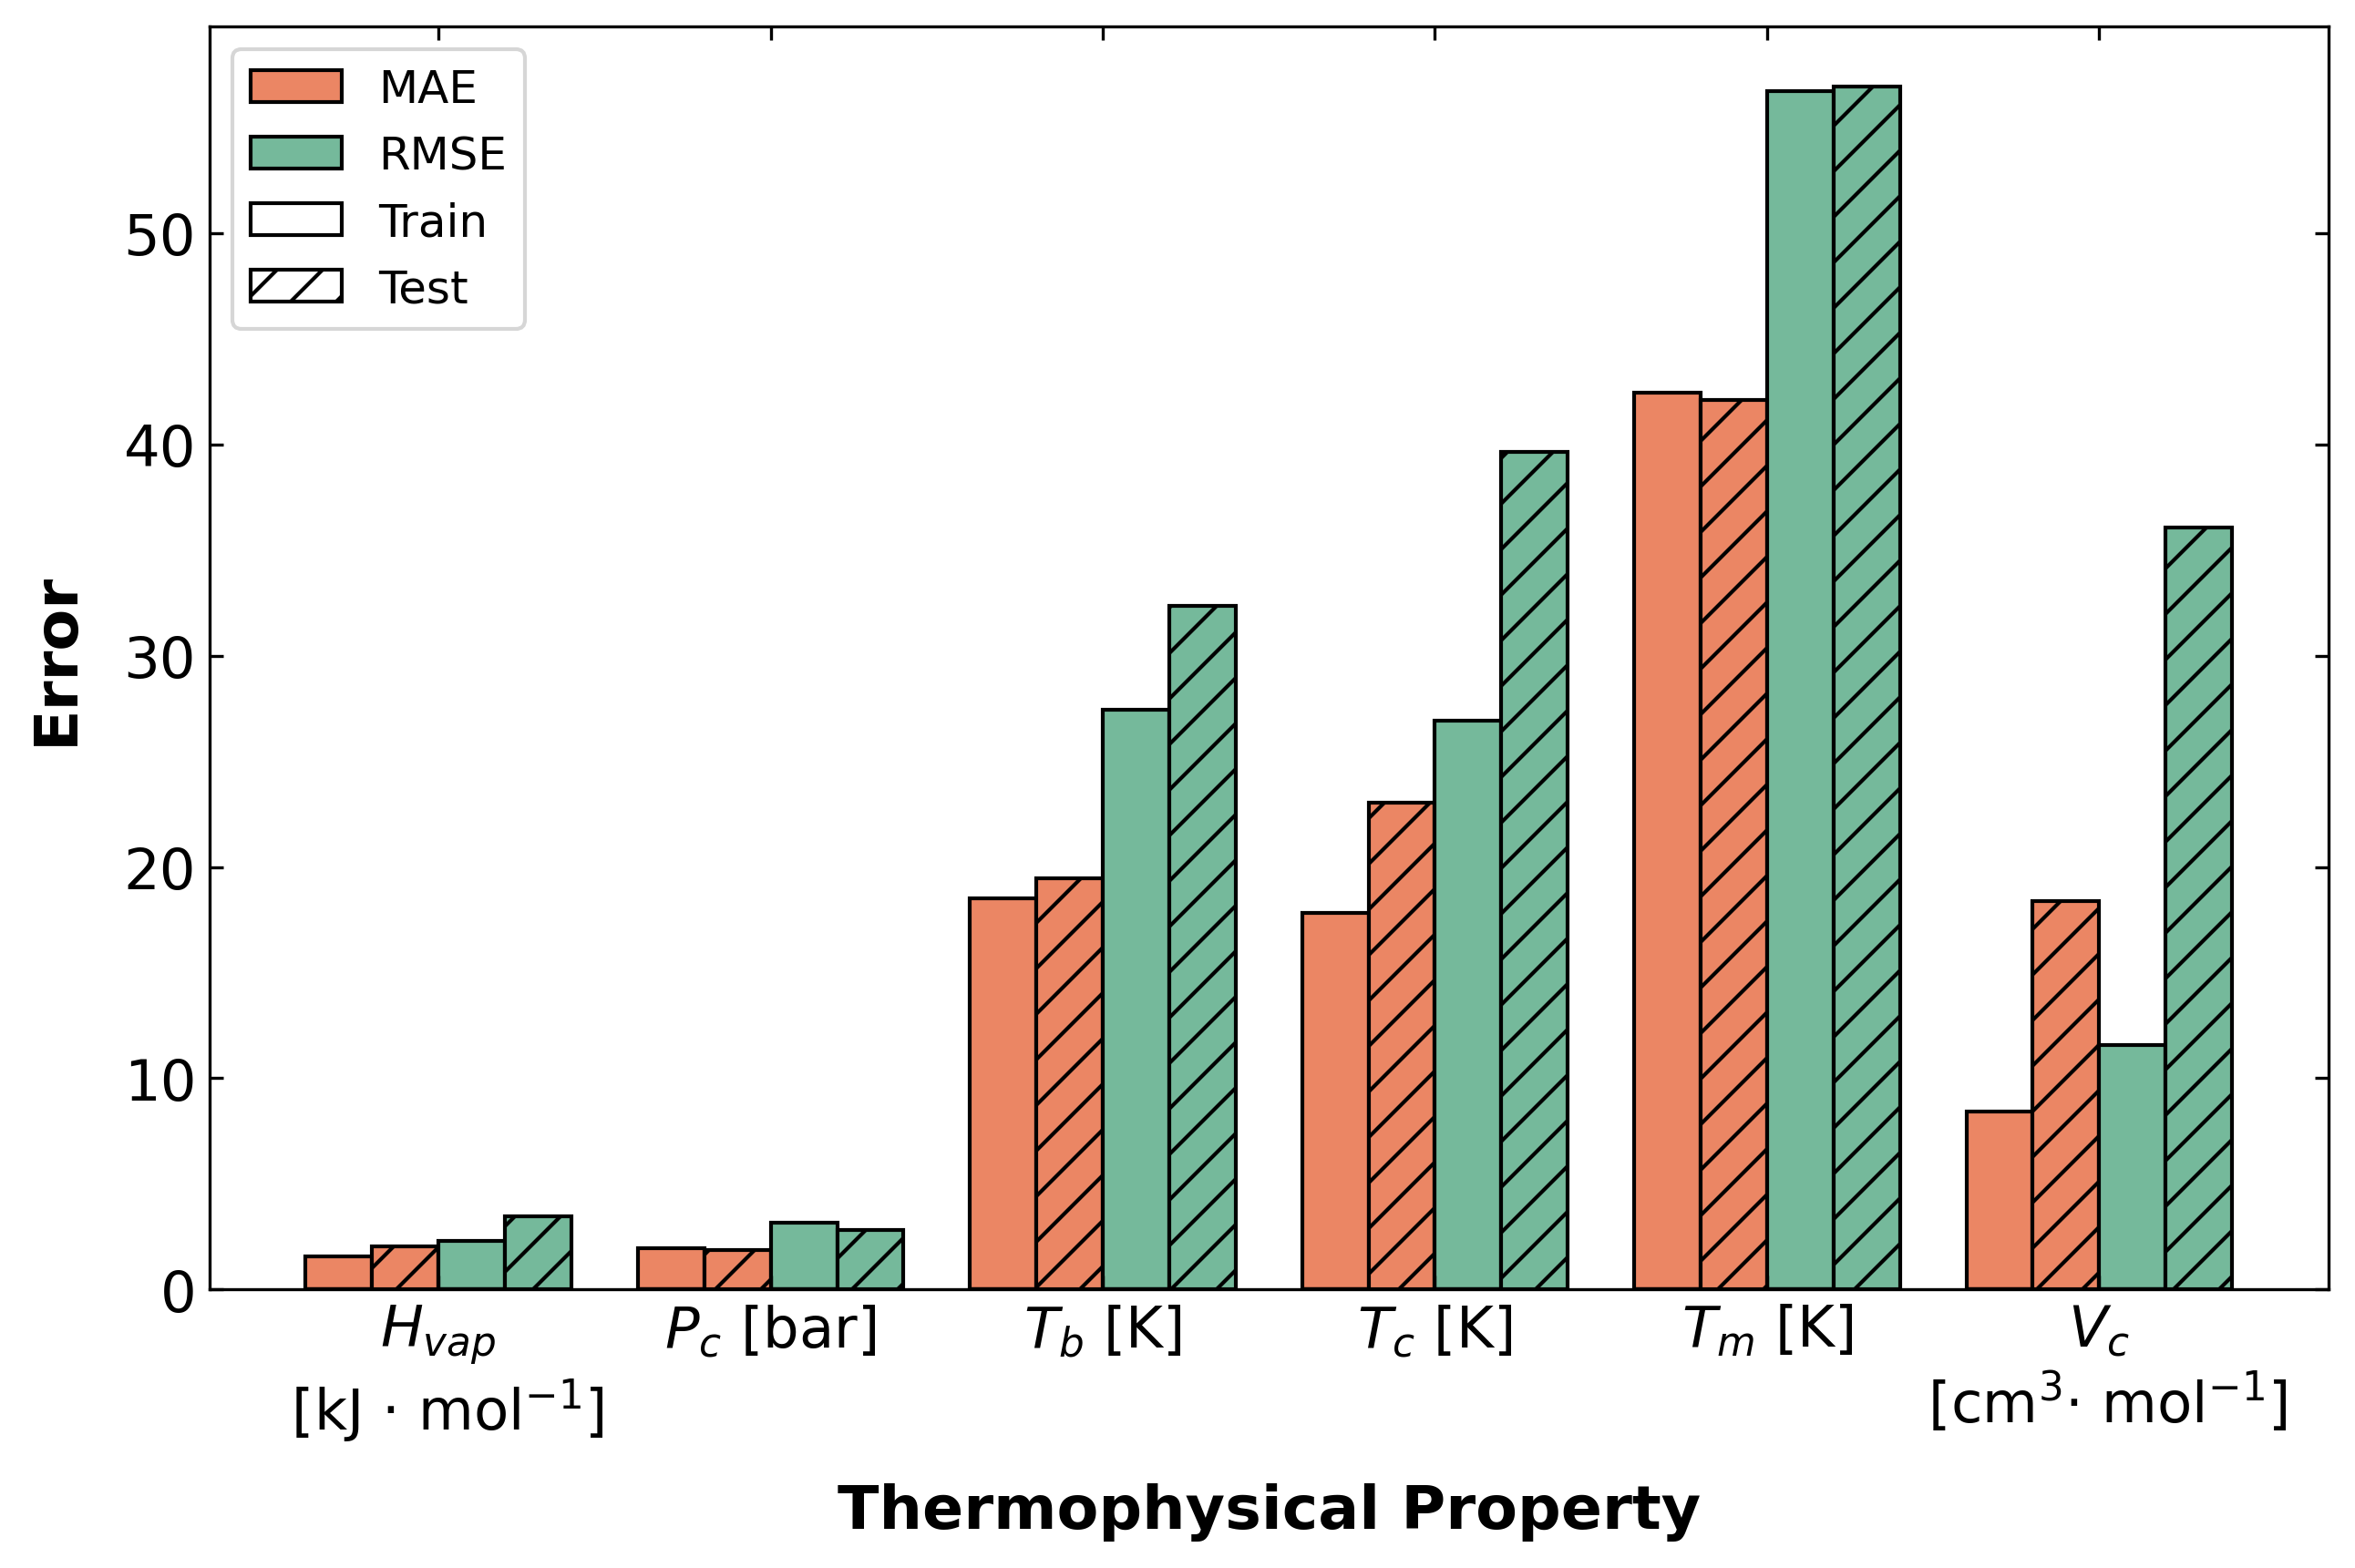 MAE
RMSE
Train
Test
Error
50
40
30
20
10
0
H_vap
[kJ · mol⁻¹]
P_c [bar]
T_b [K]
T_c [K]
T_m [K]
V_c
[cm³· mol⁻¹]
Thermophysical Property